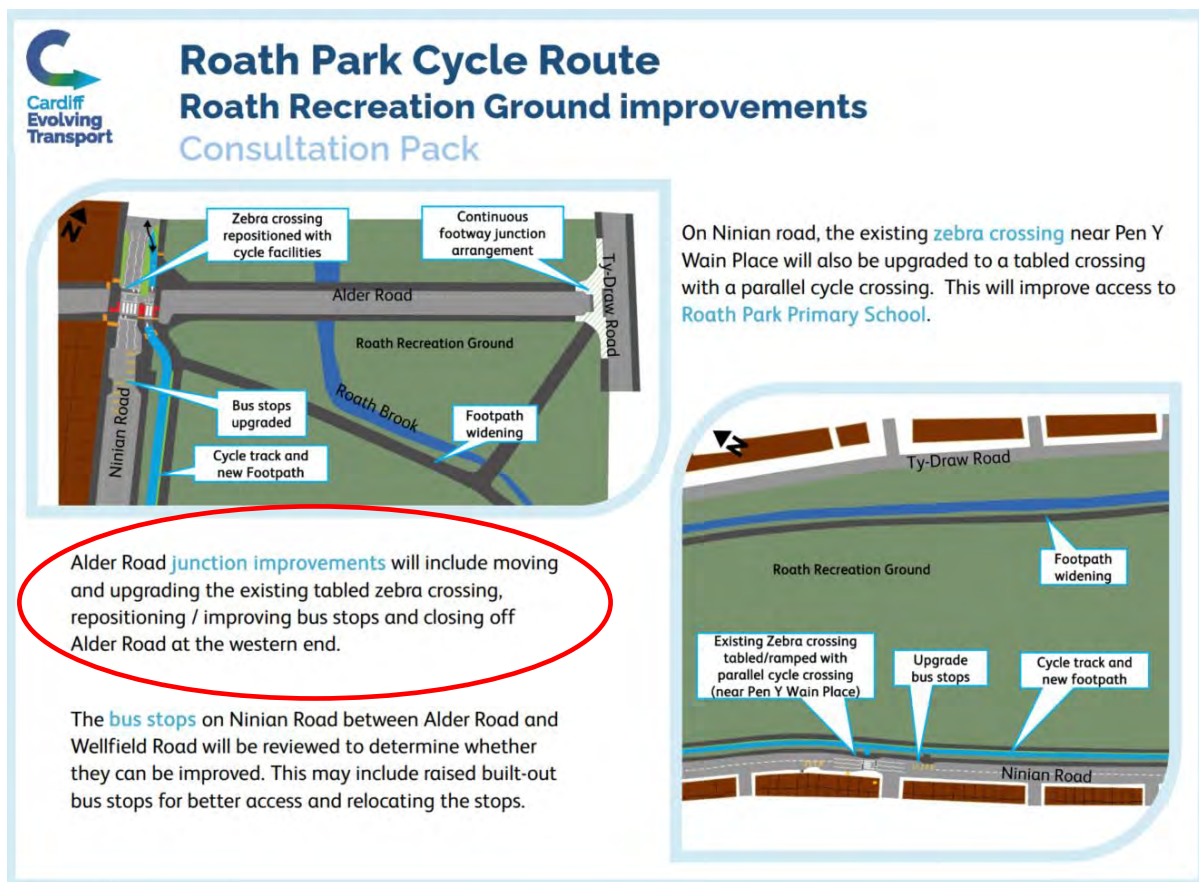 Cardiff
Evolving
Transport
Roath Park Cycle Route
Roath Recreation Ground improvements
Consultation Pack
N
Zebra crossing
repositioned with
cycle facilities
Continuous
footway junction
arrangement
Alder Road
Ty-Draw Road
Roath Recreation Ground
Roath Brook
Ninian Road
Bus stops
upgraded
Footpath
widening
Cycle track and
new Footpath
On Ninian road, the existing zebra crossing near Pen Y
Wain Place will also be upgraded to a tabled crossing
with a parallel cycle crossing. This will improve access to
Roath Park Primary School.
Alder Road junction improvements will include moving
and upgrading the existing tabled zebra crossing,
repositioning / improving bus stops and closing off
Alder Road at the western end.
The bus stops on Ninian Road between Alder Road and
Wellfield Road will be reviewed to determine whether
they can be improved. This may include raised built-out
bus stops for better access and relocating the stops.
N
Ty-Draw Road
Footpath
widening
Roath Recreation Ground
Existing Zebra crossing
tabled/ramped with
parallel cycle crossing
(near Pen Y Wain Place)
Upgrade
bus stops
Cycle track and
new footpath
Ninian Road